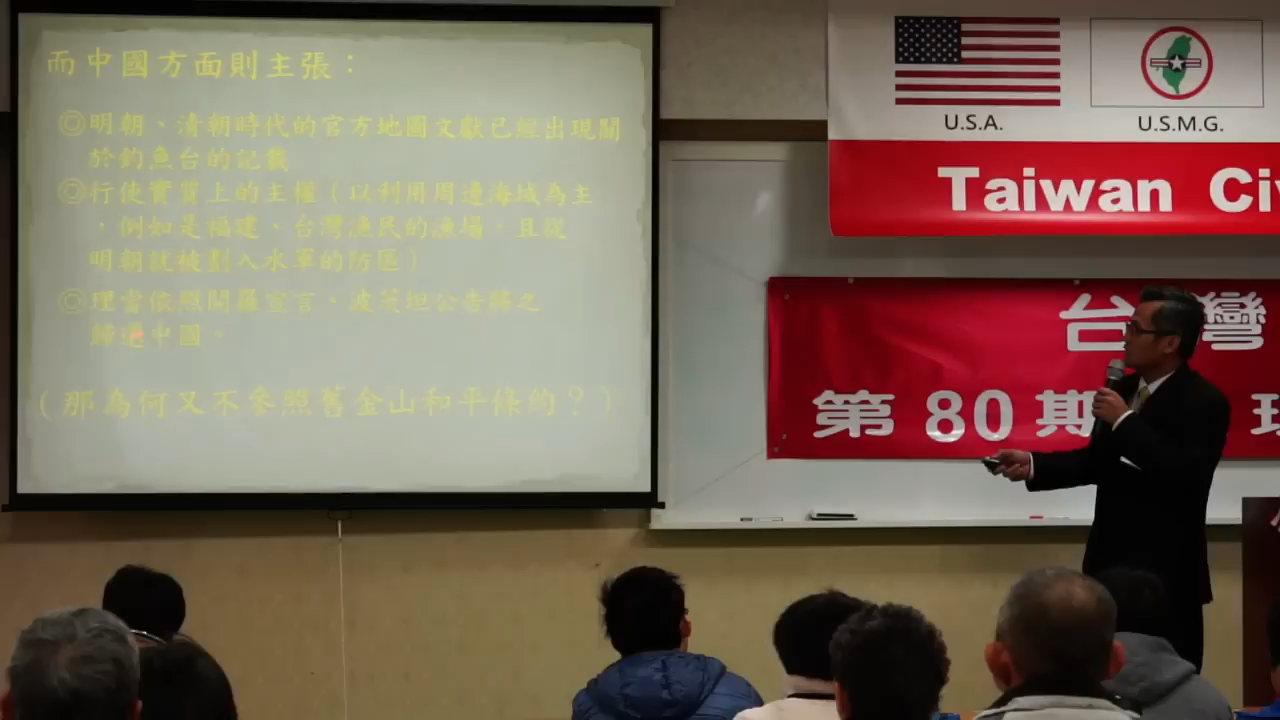 而中國方面則主張：
◎明朝、清朝時代的官方地圖文獻已經出現關
於釣魚台的記載
◎行使實質上的主權（以利用周邊海域為主
，例如是福建、台灣漁民的漁場，且從
明朝就被劃入水軍的防區）
◎理當依照開羅宣言、波茨坦公告將之
歸還中國。
（那為何又不參照舊金山和平條約？）
U.S.A.
U.S.M.G.
Taiwan Civ
台灣
第80期